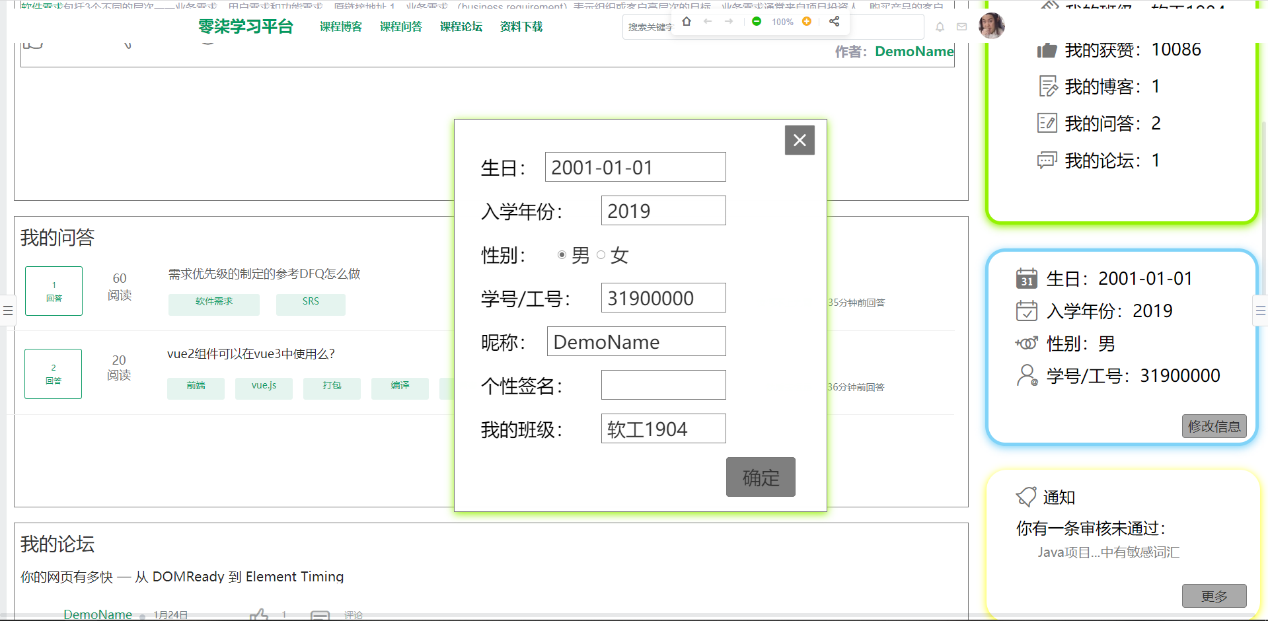 零柒学习平台 课程博客 课程问答 课程论坛 资料下载 搜索关键字 100%
作者：DemoName
我的问答
1
回答
60
阅读
需求优先级的制定的参考DFQ怎么做
软件需求 SRS
35分钟前回答
2
回答
20
阅读
vue2组件可以在vue3中使用么？
前端 vue.js 打包 编译
36分钟前回答
我的论坛
你的网页有多快 — 从 DOMReady 到 Element Timing
DemoName 1月24日 1 评论
生日： 2001-01-01
入学年份： 2019
性别： 男 女
学号/工号： 31900000
昵称： DemoName
个性签名：
我的班级： 软工1904
确定
我的获赞：10086
我的博客：1
我的问答：2
我的论坛：1
31 生日：2001-01-01
入学年份：2019
性别：男
学号/工号：31900000
修改信息
通知
你有一条审核未通过：
Java项目...中有敏感词汇
更多